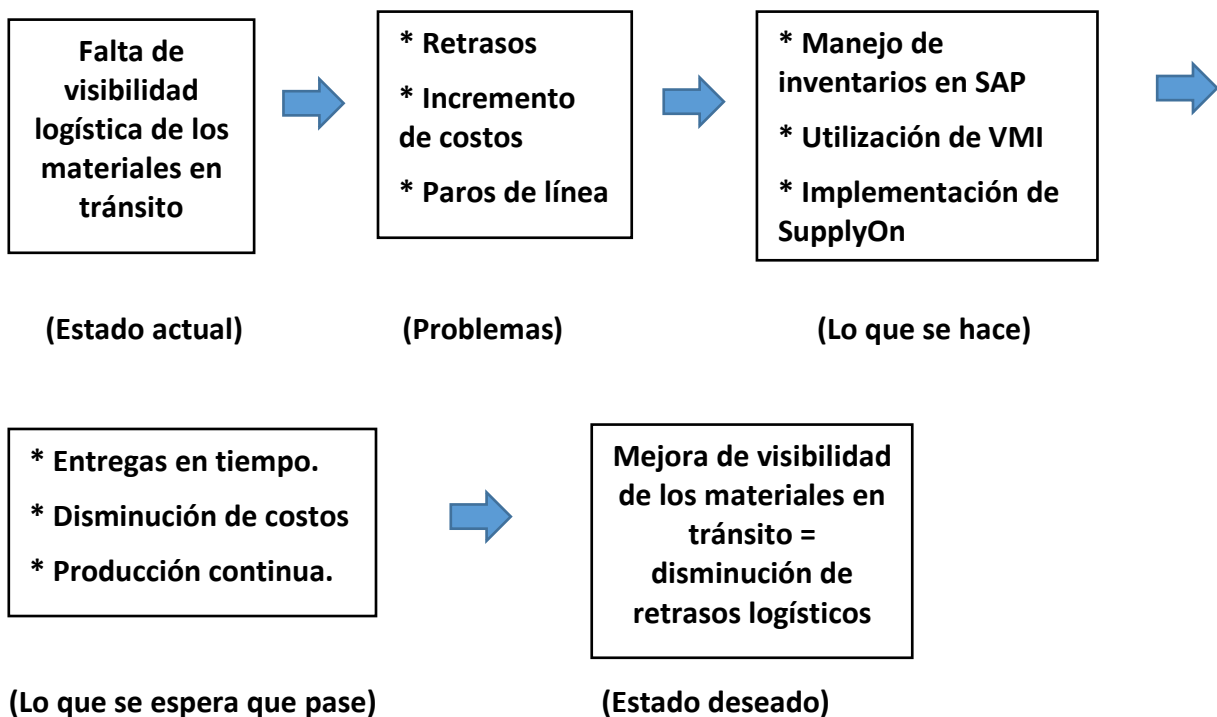 Falta de
visibilidad
logística de los
materiales en
tránsito
(Estado actual)
* Retrasos
* Incremento
de costos
* Paros de línea
(Problemas)
* Manejo de
inventarios en SAP
* Utilización de VMI
* Implementación de
SupplyOn
(Lo que se hace)
* Entregas en tiempo.
* Disminución de costos
* Producción continua.
(Lo que se espera que pase)
Mejora de visibilidad
de los materiales en
tránsito =
disminución de
retrasos logísticos
(Estado deseado)